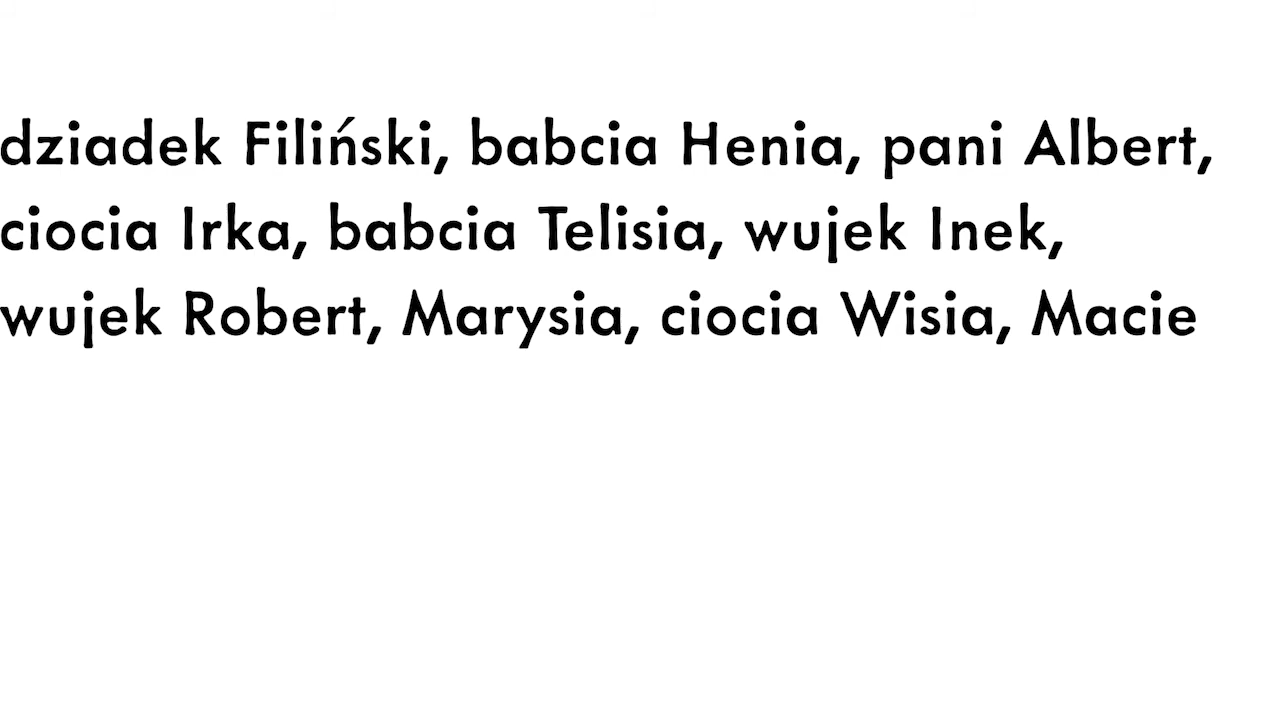 dziadek Filiński, babcia Henia, pani Albert,
ciocia Irka, babcia Telisia, wujek Inek,
wujek Robert, Marysia, ciocia Wisia, Macie